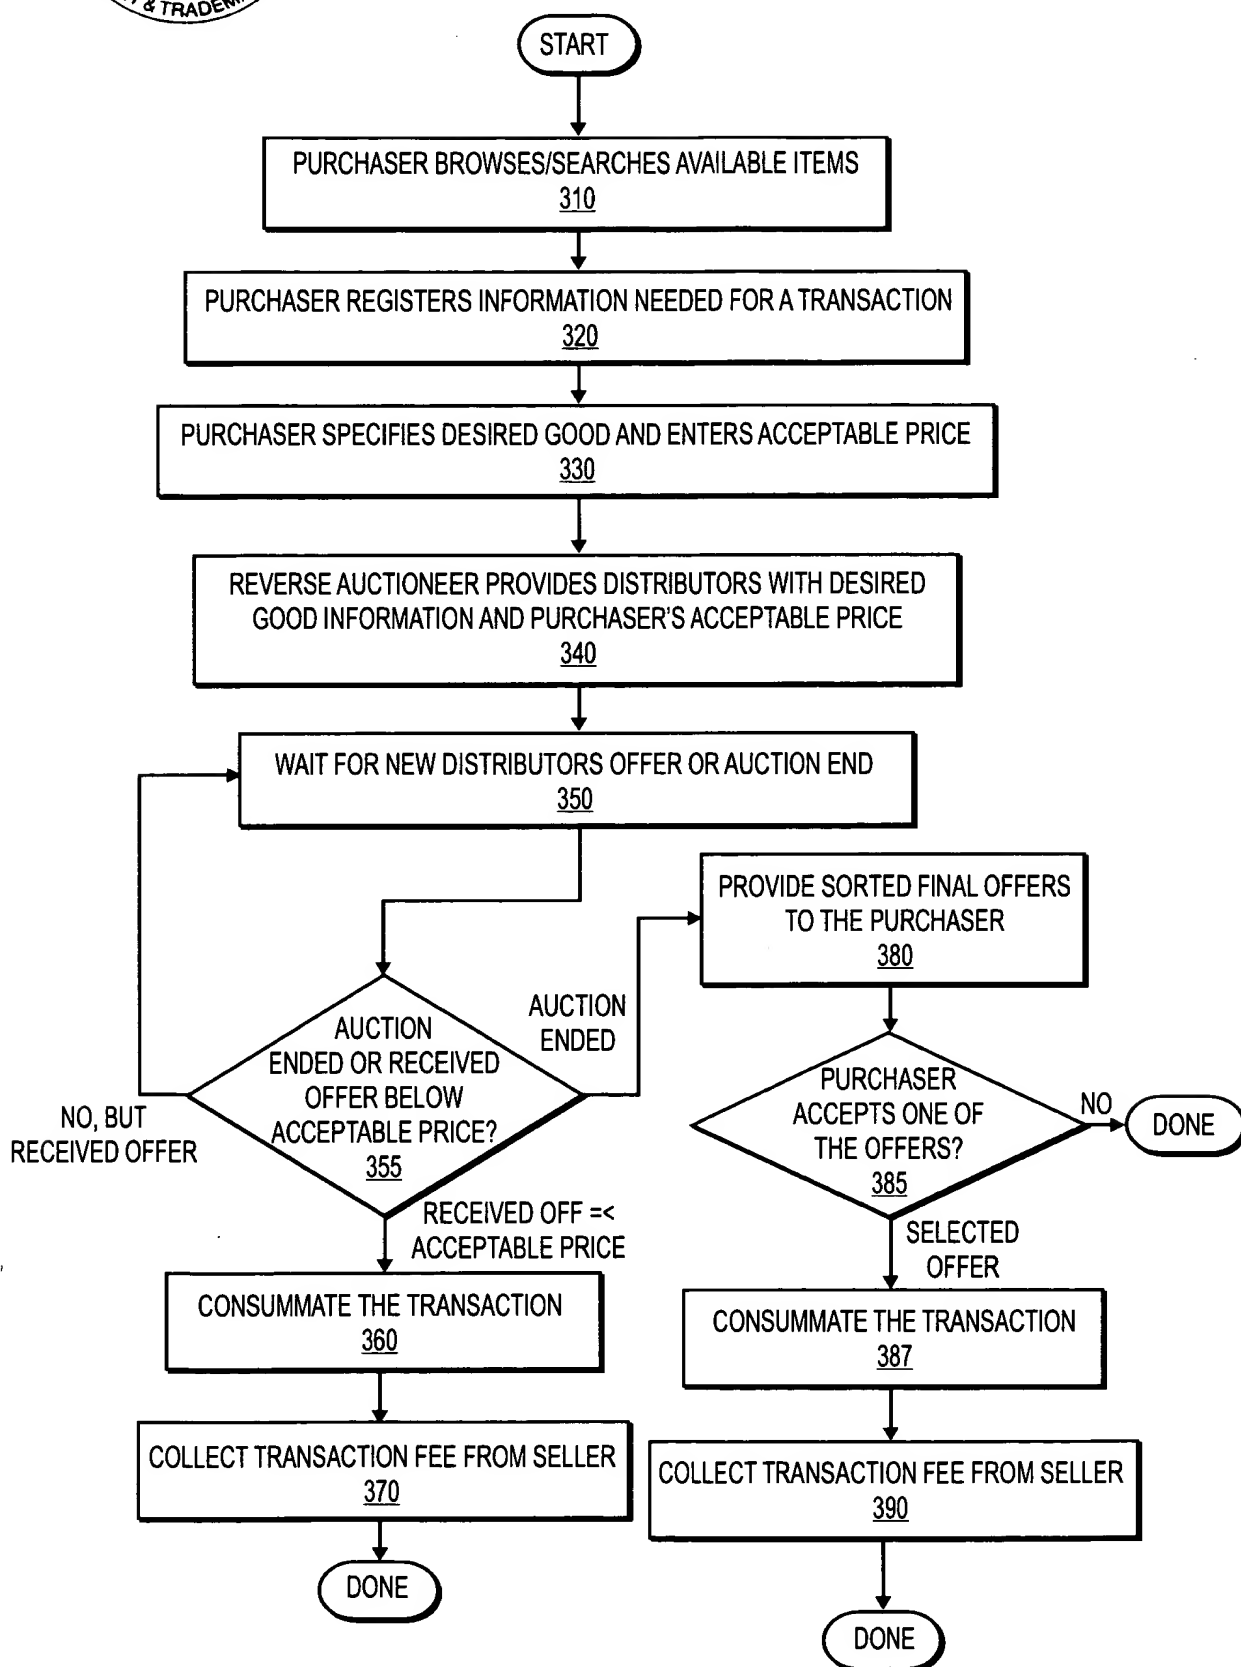 & TRADEM
START
PURCHASER BROWSES/SEARCHES AVAILABLE ITEMS
310
PURCHASER REGISTERS INFORMATION NEEDED FOR A TRANSACTION
320
PURCHASER SPECIFIES DESIRED GOOD AND ENTERS ACCEPTABLE PRICE
330
REVERSE AUCTIONEER PROVIDES DISTRIBUTORS WITH DESIRED
GOOD INFORMATION AND PURCHASER'S ACCEPTABLE PRICE
340
WAIT FOR NEW DISTRIBUTORS OFFER OR AUCTION END
350
PROVIDE SORTED FINAL OFFERS
TO THE PURCHASER
380
AUCTION
ENDED
AUCTION
ENDED OR RECEIVED
OFFER BELOW
ACCEPTABLE PRICE?
355
NO, BUT
RECEIVED OFFER
PURCHASER
ACCEPTS ONE OF
THE OFFERS?
385
NO
DONE
RECEIVED OFF =<
ACCEPTABLE PRICE
SELECTED
OFFER
CONSUMMATE THE TRANSACTION
360
CONSUMMATE THE TRANSACTION
387
COLLECT TRANSACTION FEE FROM SELLER
370
COLLECT TRANSACTION FEE FROM SELLER
390
DONE
DONE